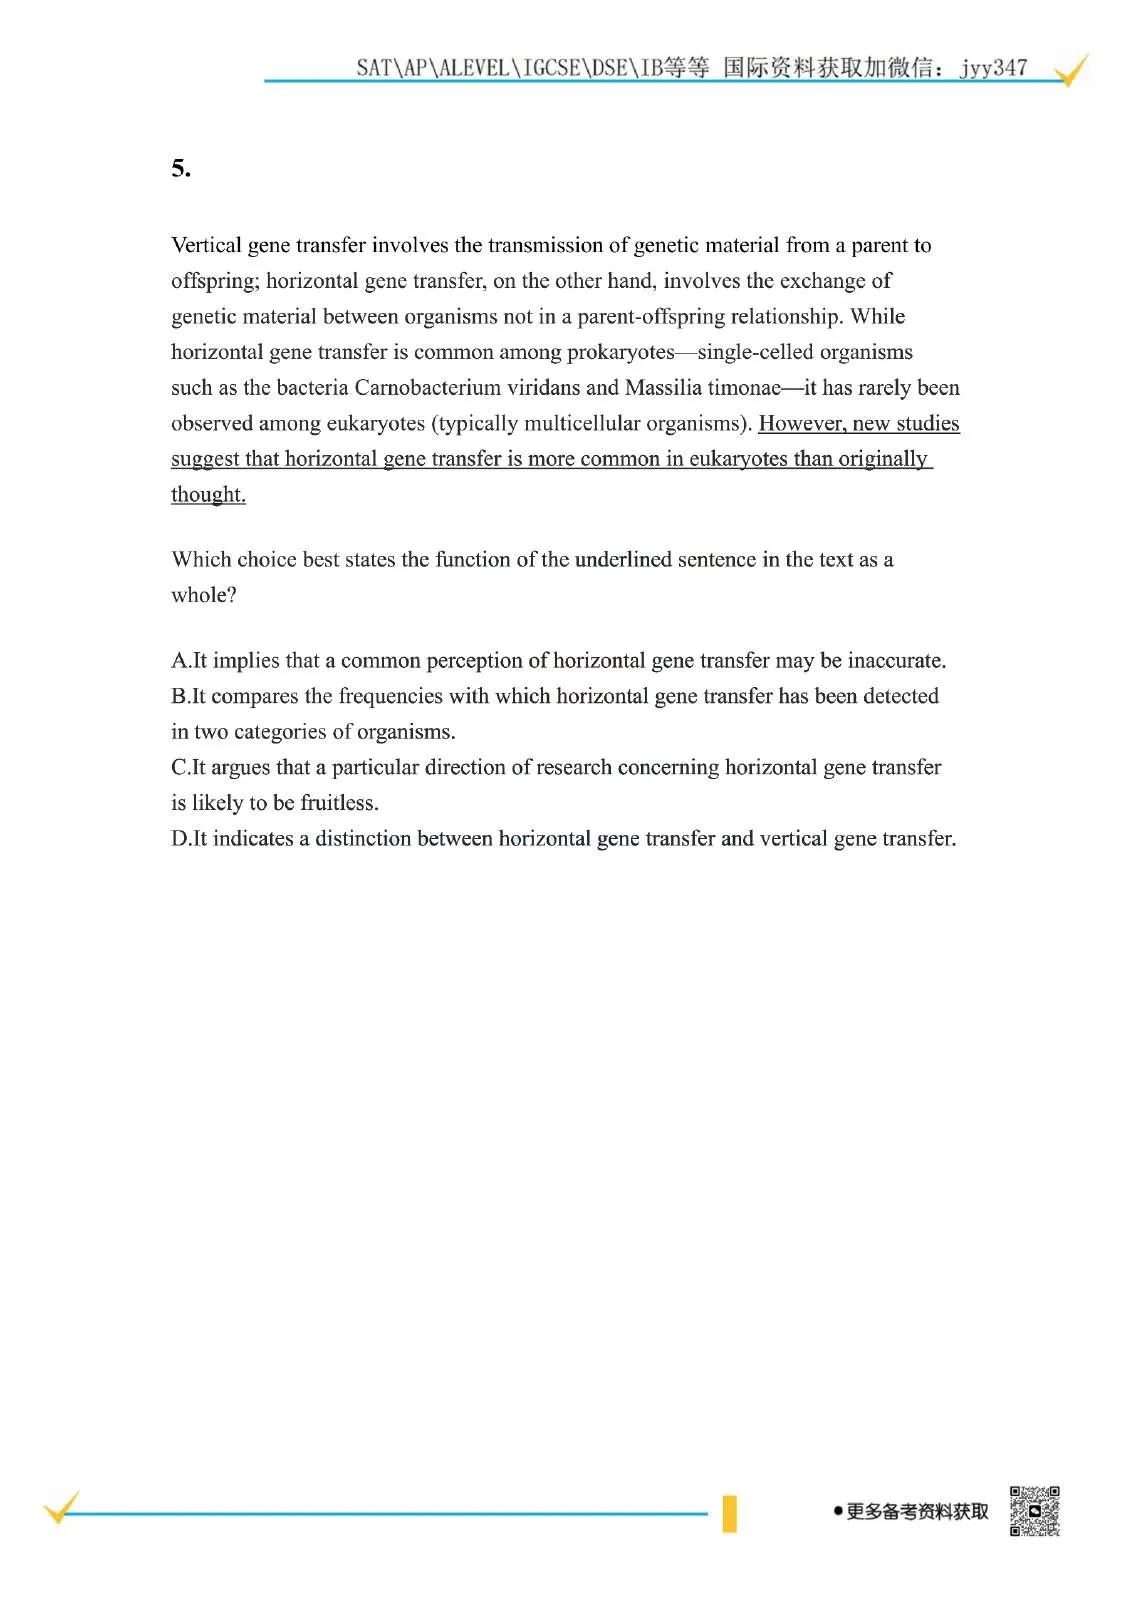 SAT\AP\ALEVEL\IGCSE\DSE\IB等等 国际资料获取加微信：jyy347
5.
Vertical gene transfer involves the transmission of genetic material from a parent to
offspring; horizontal gene transfer, on the other hand, involves the exchange of
genetic material between organisms not in a parent-offspring relationship. While
horizontal gene transfer is common among prokaryotes—single-celled organisms
such as the bacteria Carnobacterium viridans and Massilia timonae—it has rarely been
observed among eukaryotes (typically multicellular organisms). However, new studies
suggest that horizontal gene transfer is more common in eukaryotes than originally
thought.
Which choice best states the function of the underlined sentence in the text as a
whole?
A.It implies that a common perception of horizontal gene transfer may be inaccurate.
B.It compares the frequencies with which horizontal gene transfer has been detected
in two categories of organisms.
C.It argues that a particular direction of research concerning horizontal gene transfer
is likely to be fruitless.
D.It indicates a distinction between horizontal gene transfer and vertical gene transfer.
•更多备考资料获取